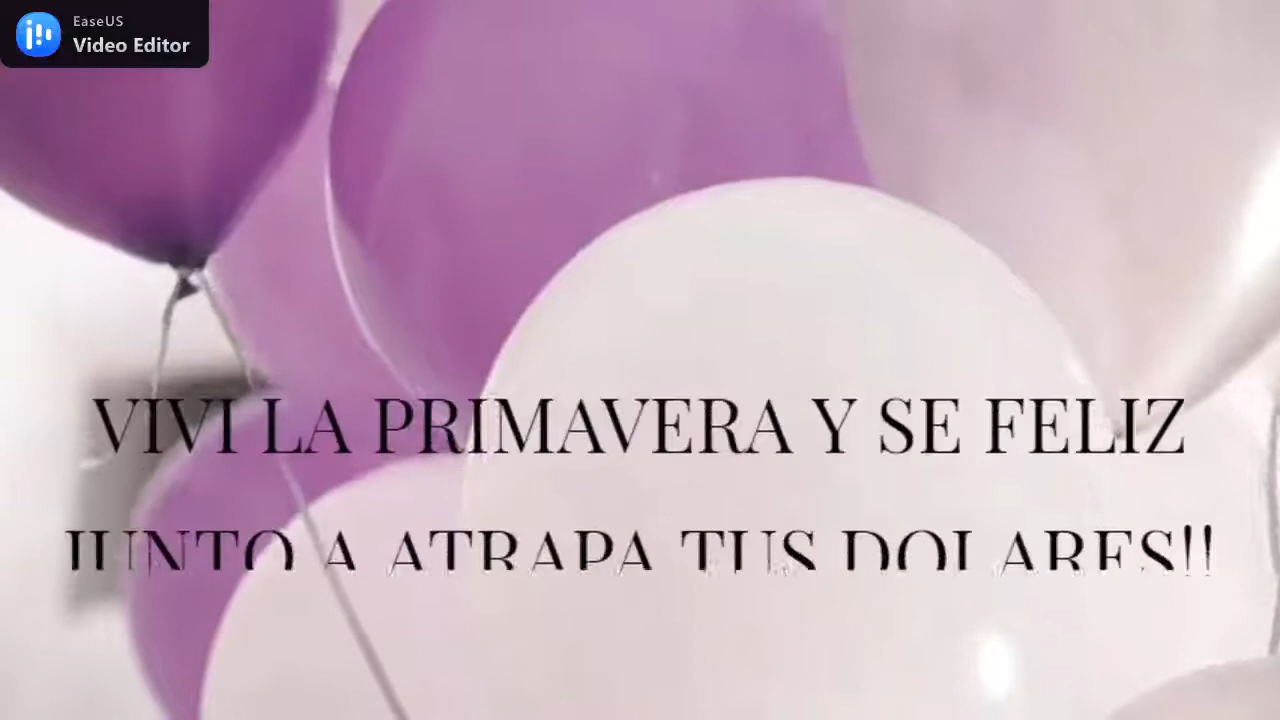 EaseUS
Video Editor
VIVI LA PRIMAVERA Y SE FELIZ
JUNTO A ATRAPA TUS DOLARES!!